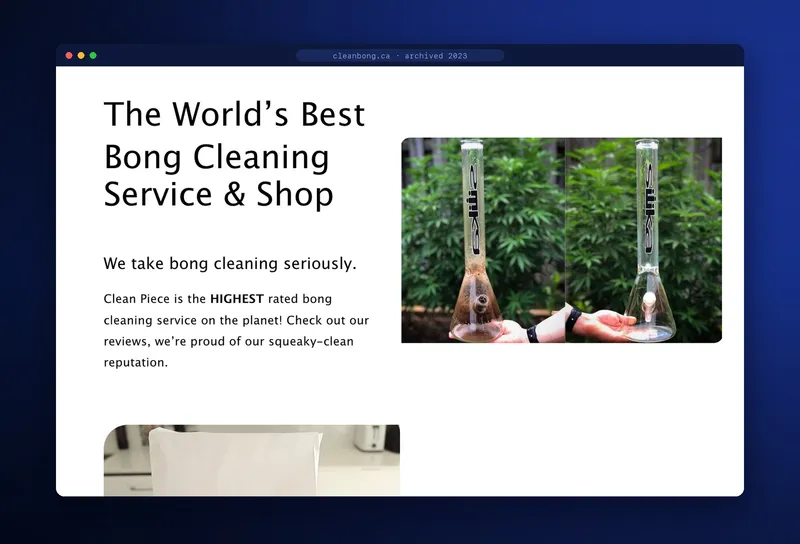 cleanbong.ca - archived 2023
The World’s Best
Bong Cleaning
Service & Shop
We take bong cleaning seriously.
Clean Piece is the HIGHEST rated bong
cleaning service on the planet! Check out our
reviews, we’re proud of our squeaky-clean
reputation.